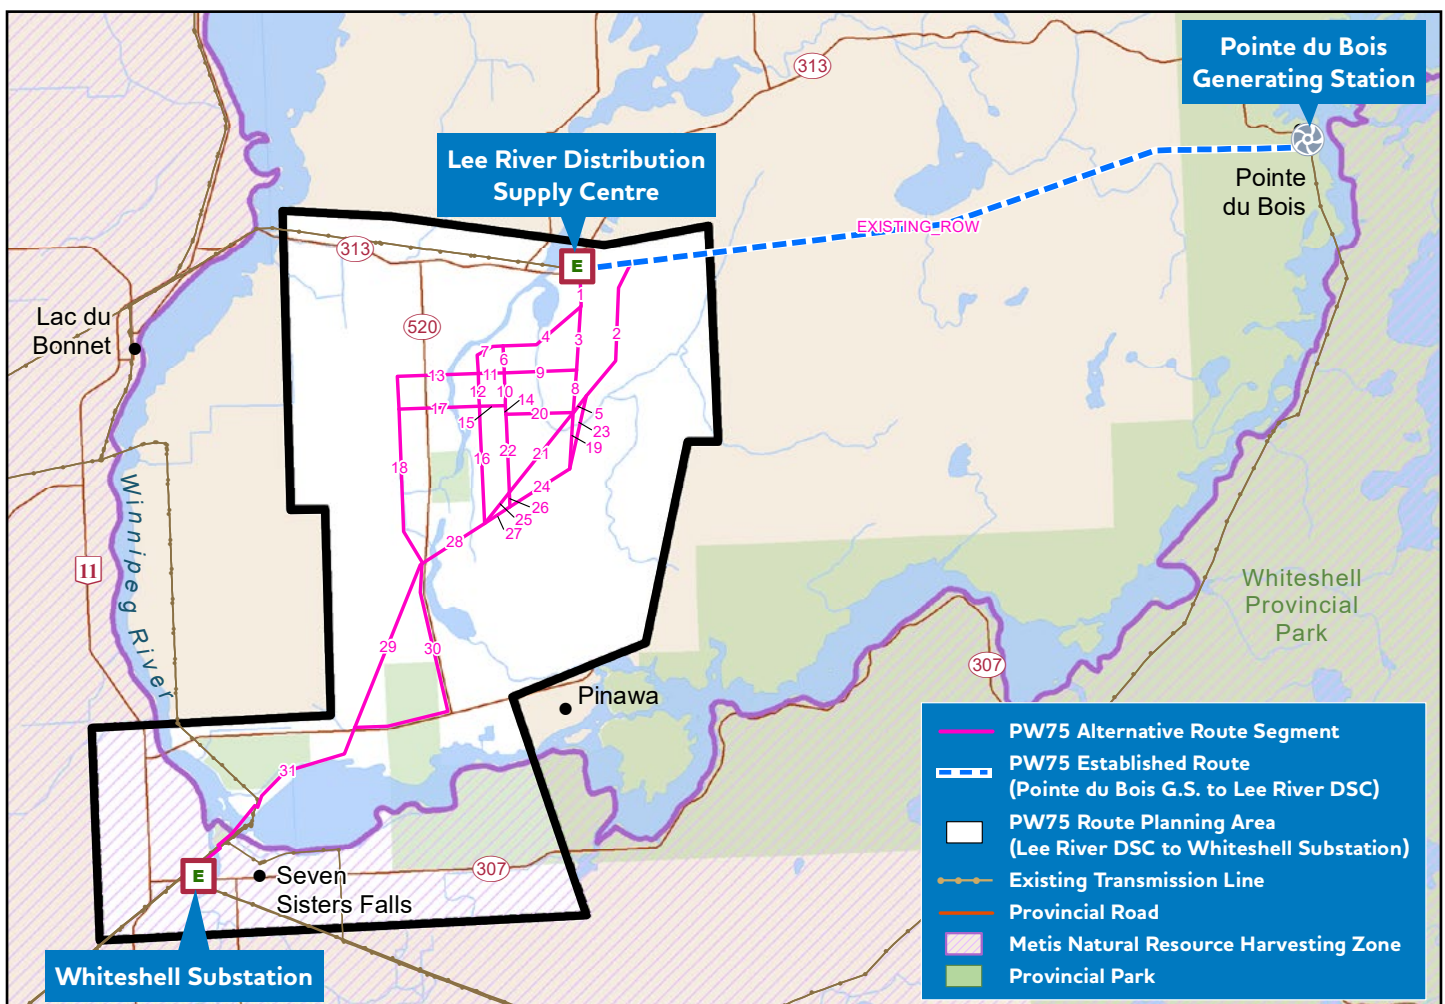 Pointe du Bois
Generating Station
313
Lee River Distribution
Supply Centre
Pointe
du Bois
EXISTING_ROW
313
E
1
Lac du
Bonnet
520
2
3
4
7
6
13
11
9
12
10
8
14
17
15
20
5
23
19
18
16
22
21
24
26
25
27
28
Winnipeg River
11
Whiteshell
Provincial
Park
29
30
307
Pinawa
31
E
Seven
Sisters Falls
307
Whiteshell Substation
PW75 Alternative Route Segment
PW75 Established Route
(Pointe du Bois G.S. to Lee River DSC)
PW75 Route Planning Area
(Lee River DSC to Whiteshell Substation)
Existing Transmission Line
Provincial Road
Metis Natural Resource Harvesting Zone
Provincial Park